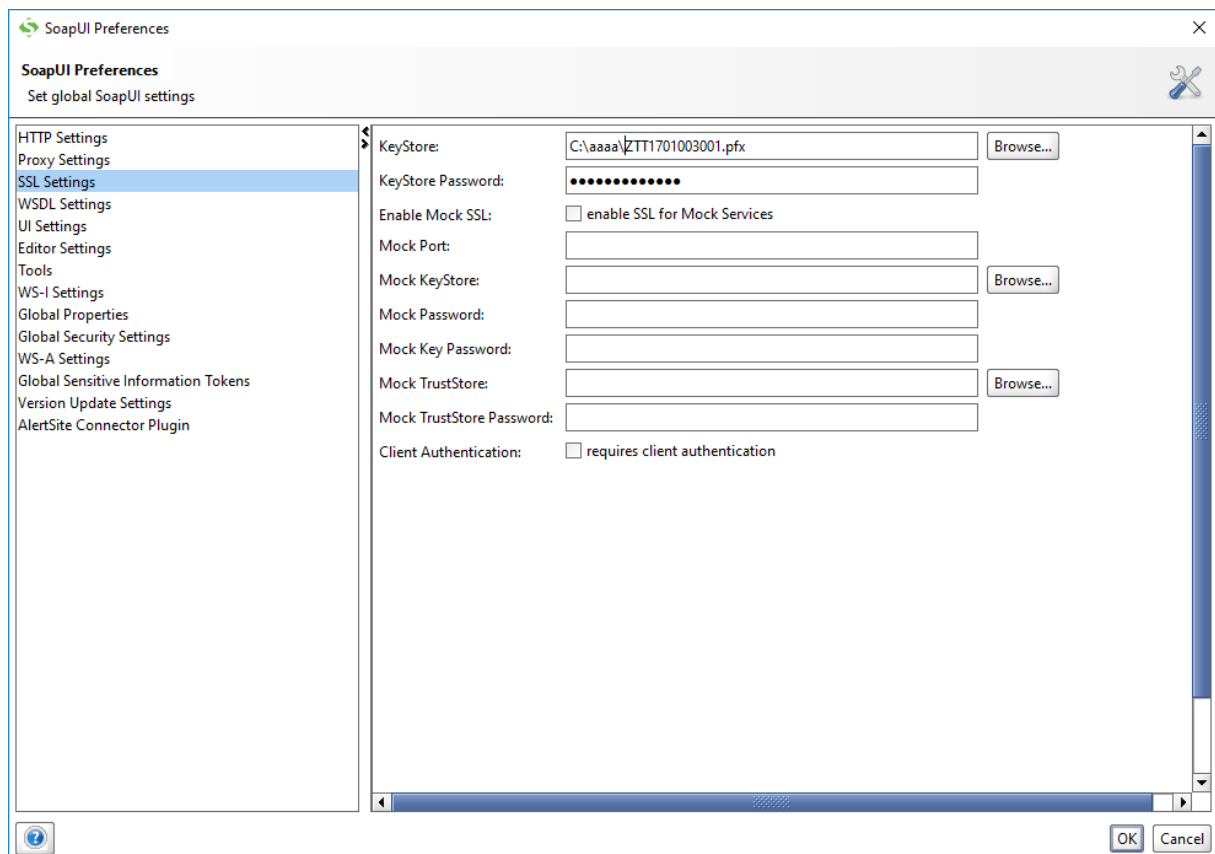 SoapUI Preferences
SoapUI Preferences
Set global SoapUI settings
HTTP Settings
Proxy Settings
SSL Settings
WSDL Settings
UI Settings
Editor Settings
Tools
WS-I Settings
Global Properties
Global Security Settings
WS-A Settings
Global Sensitive Information Tokens
Version Update Settings
AlertSite Connector Plugin
KeyStore: C:\aaaa\ZTT1701003001.pfx Browse...
KeyStore Password: •••••••••••••
Enable Mock SSL: enable SSL for Mock Services
Mock Port:
Mock KeyStore: Browse...
Mock Password:
Mock Key Password:
Mock TrustStore: Browse...
Mock TrustStore Password:
Client Authentication: requires client authentication
OK Cancel